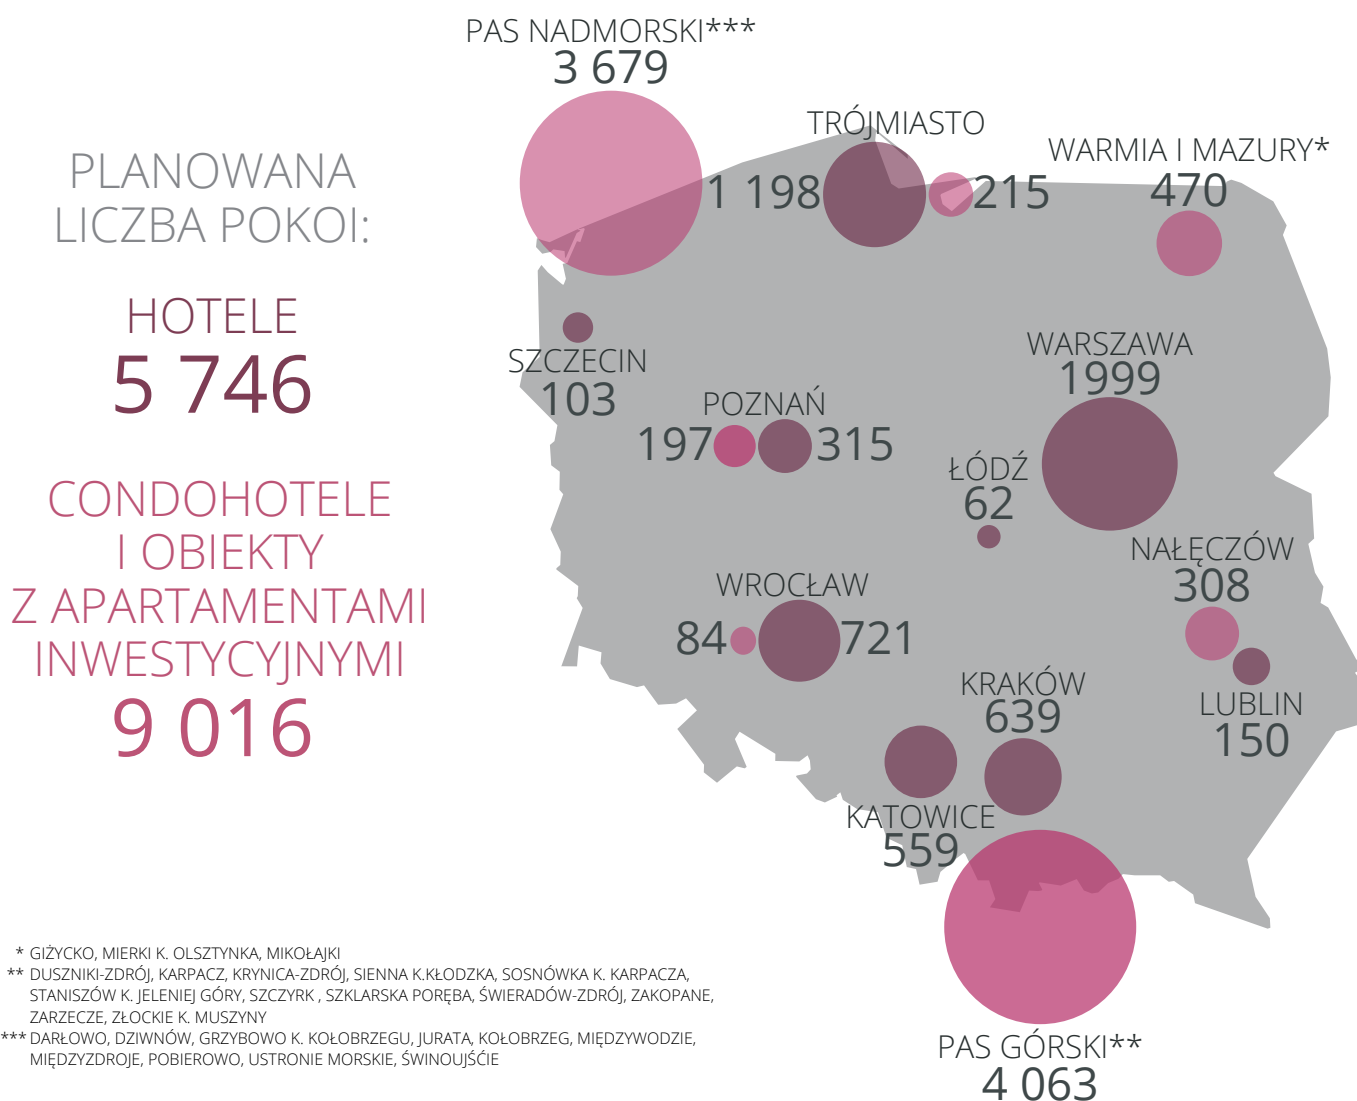 PLANOWANA
LICZBA POKOI:
HOTELE
5 746
CONDOHOTELE
I OBIEKTY
Z APARTAMENTAMI
INWESTYCYJNYMI
9 016
PAS NADMORSKI***
3 679
TRÓJMIASTO
1 198
215
WARMIA I MAZURY*
470
SZCZECIN
103
POZNAŃ
197
315
WARSZAWA
1999
ŁÓDŹ
62
NAŁĘCZÓW
308
WROCŁAW
84
721
KRAKÓW
639
LUBLIN
150
KATOWICE
559
PAS GÓRSKI**
4 063
* GIŻYCKO, MIERKI K. OLSZTYNKA, MIKOŁAJKI
** DUSZNIKI-ZDRÓJ, KARPACZ, KRYNICA-ZDRÓJ, SIENNA K.KŁODZKA, SOSNÓWKA K. KARPACZA,
STANISZÓW K. JELENIEJ GÓRY, SZCZYRK , SZKLARSKA PORĘBA, ŚWIERADÓW-ZDRÓJ, ZAKOPANE,
ZARZECZE, ZŁOCKIE K. MUSZYNY
*** DARŁOWO, DZIWNÓW, GRZYBOWO K. KOŁOBRZEGU, JURATA, KOŁOBRZEG, MIĘDZYWODZIE,
MIĘDZYZDROJE, POBIEROWO, USTRONIE MORSKIE, ŚWINOUJŚĆIE